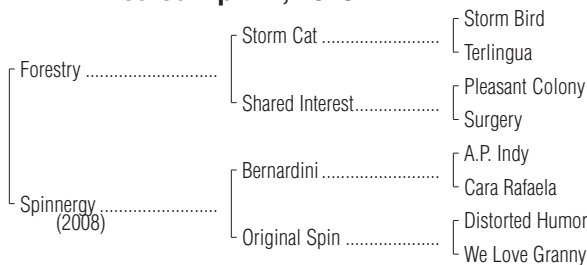 Storm Bird
Storm Cat
Terlingua
Forestry
Pleasant Colony
Shared Interest
Surgery
A.P. Indy
Bernardini
Cara Rafaela
Spinnergy
(2008)
Distorted Humor
Original Spin
We Love Granny